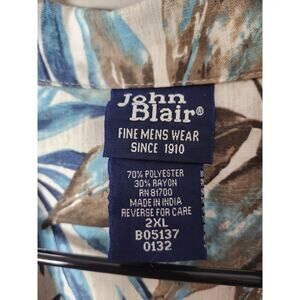 John
Blair®
FINE MENS WEAR
SINCE 1910
70% POLYESTER
30% RAYON
RN 81700
MADE IN INDIA
REVERSE FOR CARE
2XL
B05137
0132